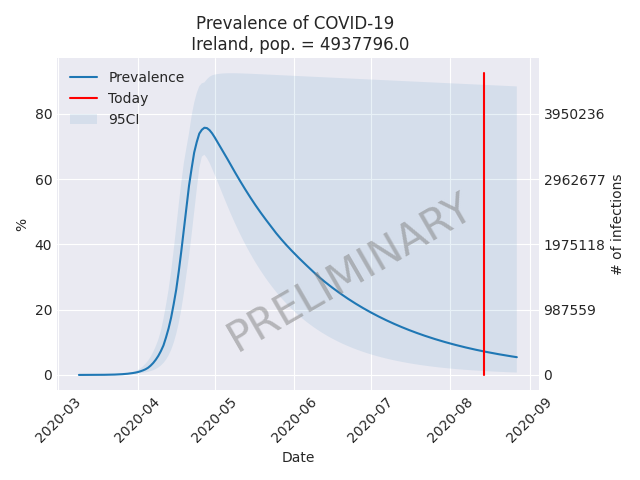 Prevalence of COVID-19
Ireland, pop. = 4937796.0
Prevalence
Today
95CI
80
60
40
20
0
%
3950236
2962677
1975118
987559
0
# of infections
PRELIMINARY
2020-03
2020-04
2020-05
2020-06
2020-07
2020-08
2020-09
Date